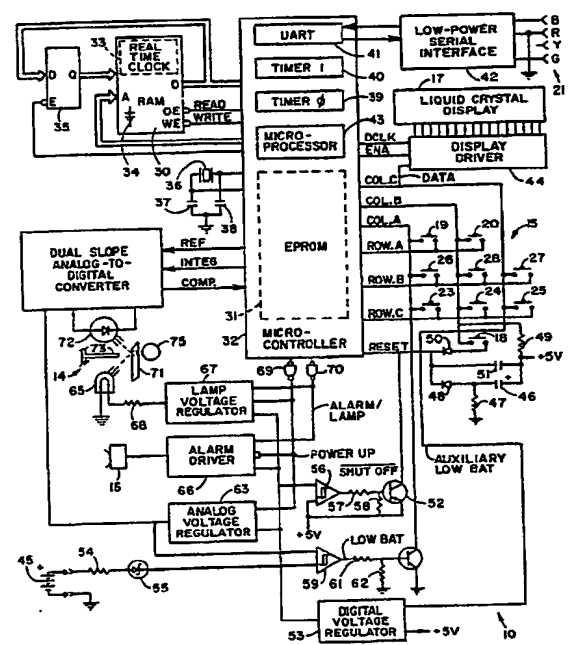 UART
41
TIMER 1
40
TIMER ϕ
39
MICRO-
PROCESSOR
43
EPROM
31
32
MICRO-
CONTROLLER
LOW-POWER
SERIAL
INTERFACE
42
B
R
Y
G
21
17
LIQUID CRYSTAL
DISPLAY
DCLK
ENA
DISPLAY
DRIVER
44
DATA
33
REAL
TIME
CLOCK
D
Q
E
35
A
D
RAM
OE
WE
READ
WRITE
34
30
36
37
38
COL.C
COL.B
COL.A
19
20
15
ROW.A
26
28
27
ROW.B
23
24
25
ROW.C
RESET
50
18
49
+5V
51
48
+
46
47
DUAL SLOPE
ANALOG-TO-
DIGITAL
CONVERTER
REF
INTEG
COMP.
72
73
14
75
65
71
69
70
67
LAMP
VOLTAGE
REGULATOR
68
ALARM/
LAMP
AUXILIARY
LOW BAT
ALARM
DRIVER
16
66
POWER UP
63
ANALOG
VOLTAGE
REGULATOR
56
SHUT OFF
57
58
52
+5V
45
+
54
55
LOW BAT
59
61
62
53
DIGITAL
VOLTAGE
REGULATOR
+5V
10